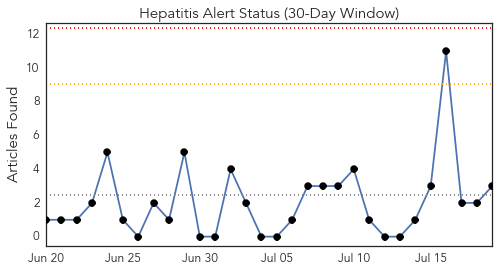 Hepatitis Alert Status (30-Day Window)
Articles Found
12
10
8
6
4
2
0
Jun 20 Jun 25 Jun 30 Jul 05 Jul 10 Jul 15